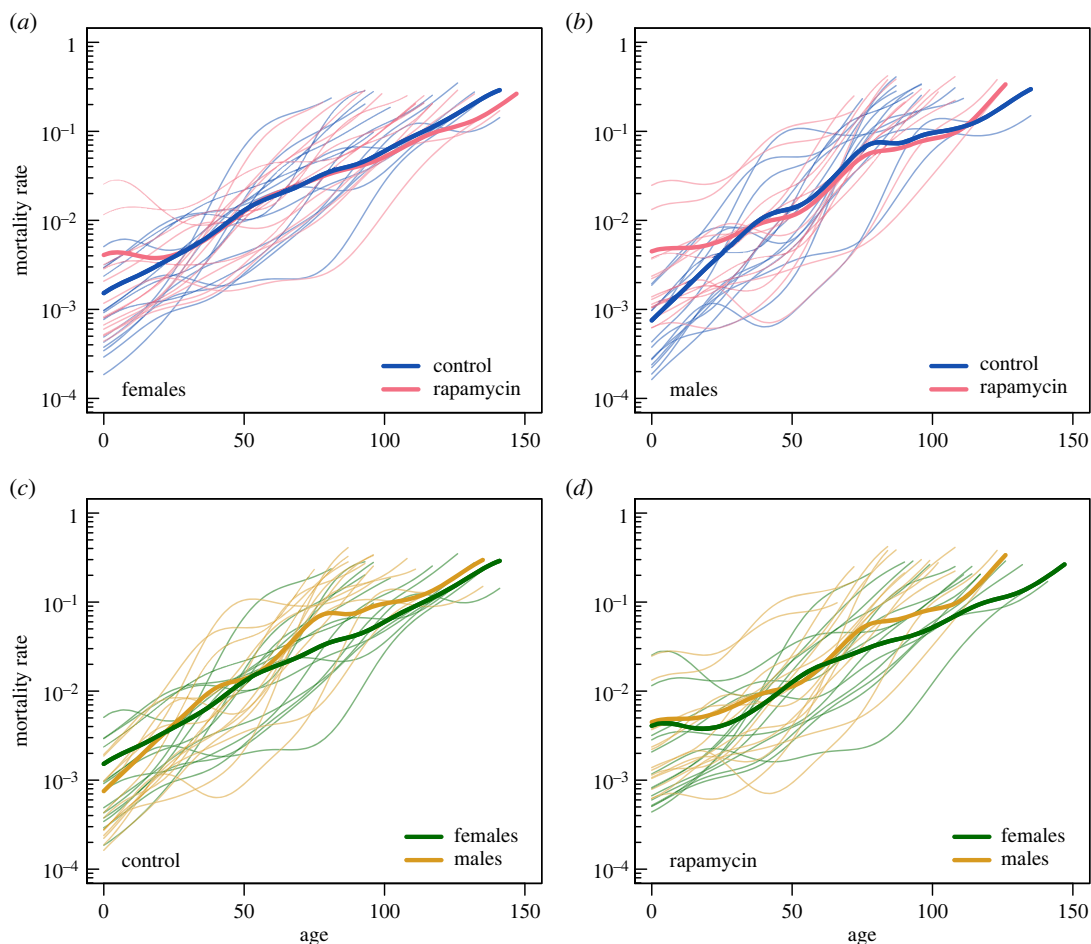 (a)
1
10⁻¹
10⁻²
10⁻³
10⁻⁴
mortality rate
control
rapamycin
females
0 50 100 150
(b)
1
10⁻¹
10⁻²
10⁻³
10⁻⁴
control
rapamycin
males
0 50 100 150
(c)
1
10⁻¹
10⁻²
10⁻³
10⁻⁴
mortality rate
females
males
control
0 50 100 150
age
(d)
1
10⁻¹
10⁻²
10⁻³
10⁻⁴
females
males
rapamycin
0 50 100 150
age